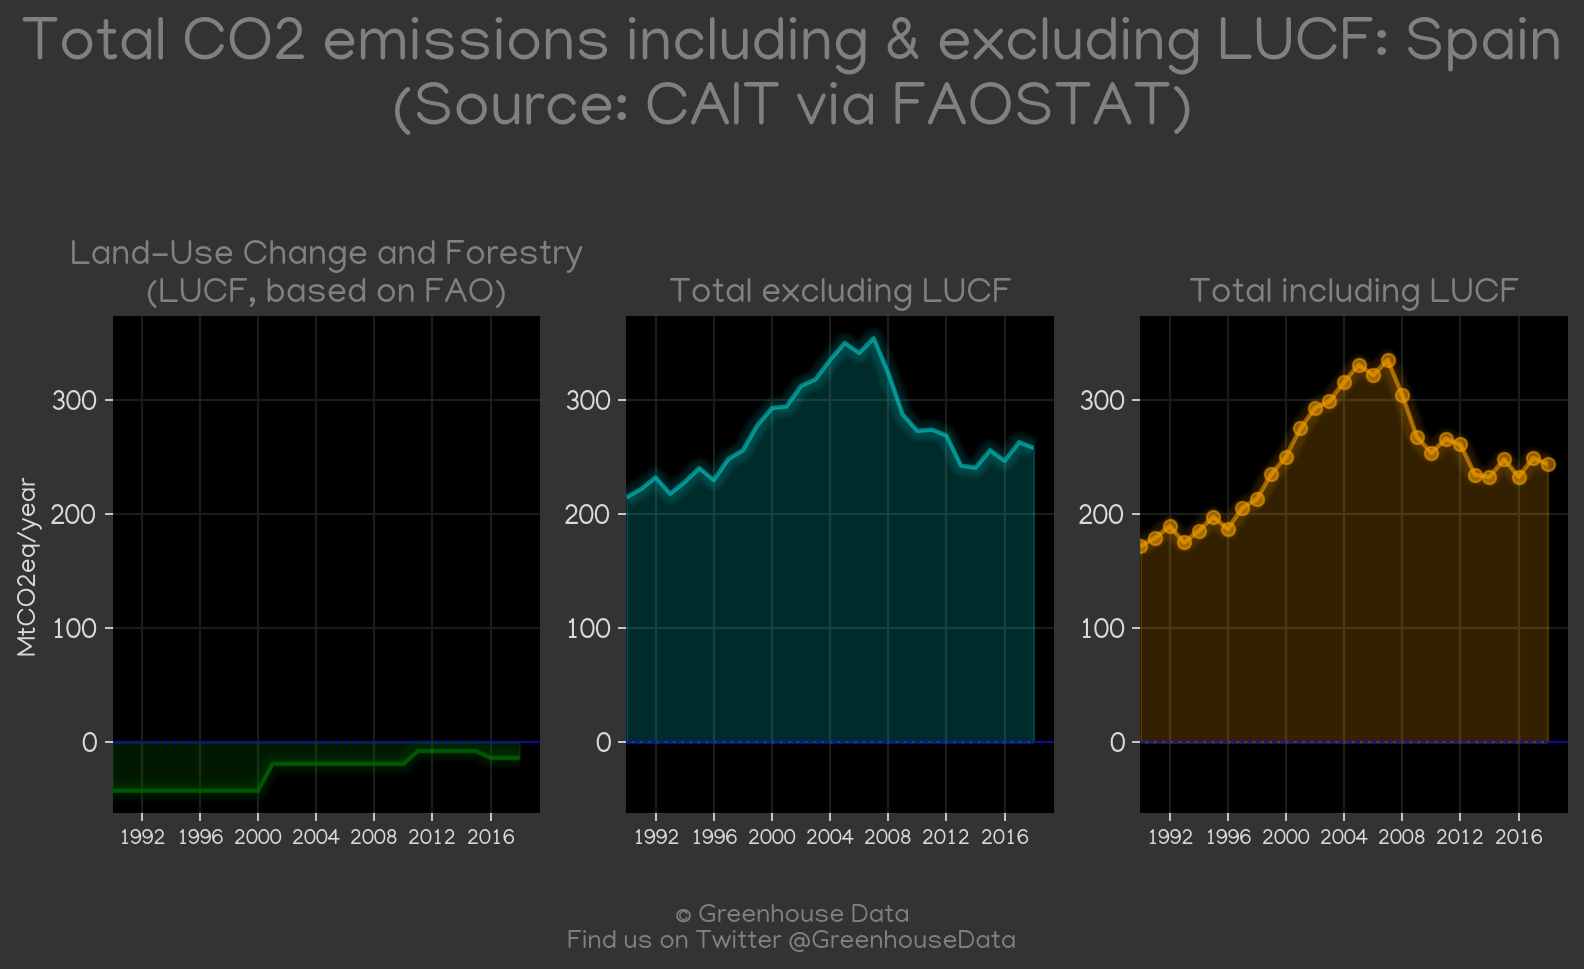 Total CO2 emissions including & excluding LUCF: Spain
(Source: CAIT via FAOSTAT)
Land-Use Change and Forestry
(LUCF, based on FAO)
Total excluding LUCF
Total including LUCF
MtCO2eq/year
300
200
100
0
1992 1996 2000 2004 2008 2012 2016
300
200
100
0
1992 1996 2000 2004 2008 2012 2016
300
200
100
0
1992 1996 2000 2004 2008 2012 2016
© Greenhouse Data
Find us on Twitter @GreenhouseData